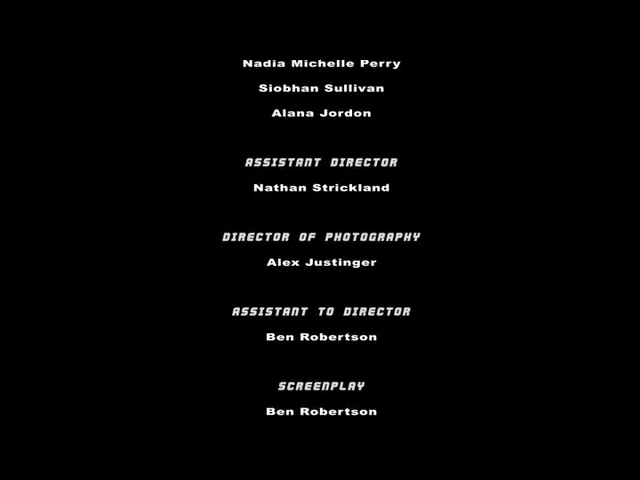 Nadia Michelle Perry
Siobhan Sullivan
Alana Jordon
ASSISTANT DIRECTOR
Nathan Strickland
DIRECTOR OF PHOTOGRAPHY
Alex Justinger
ASSISTANT TO DIRECTOR
Ben Robertson
SCREENPLAY
Ben Robertson